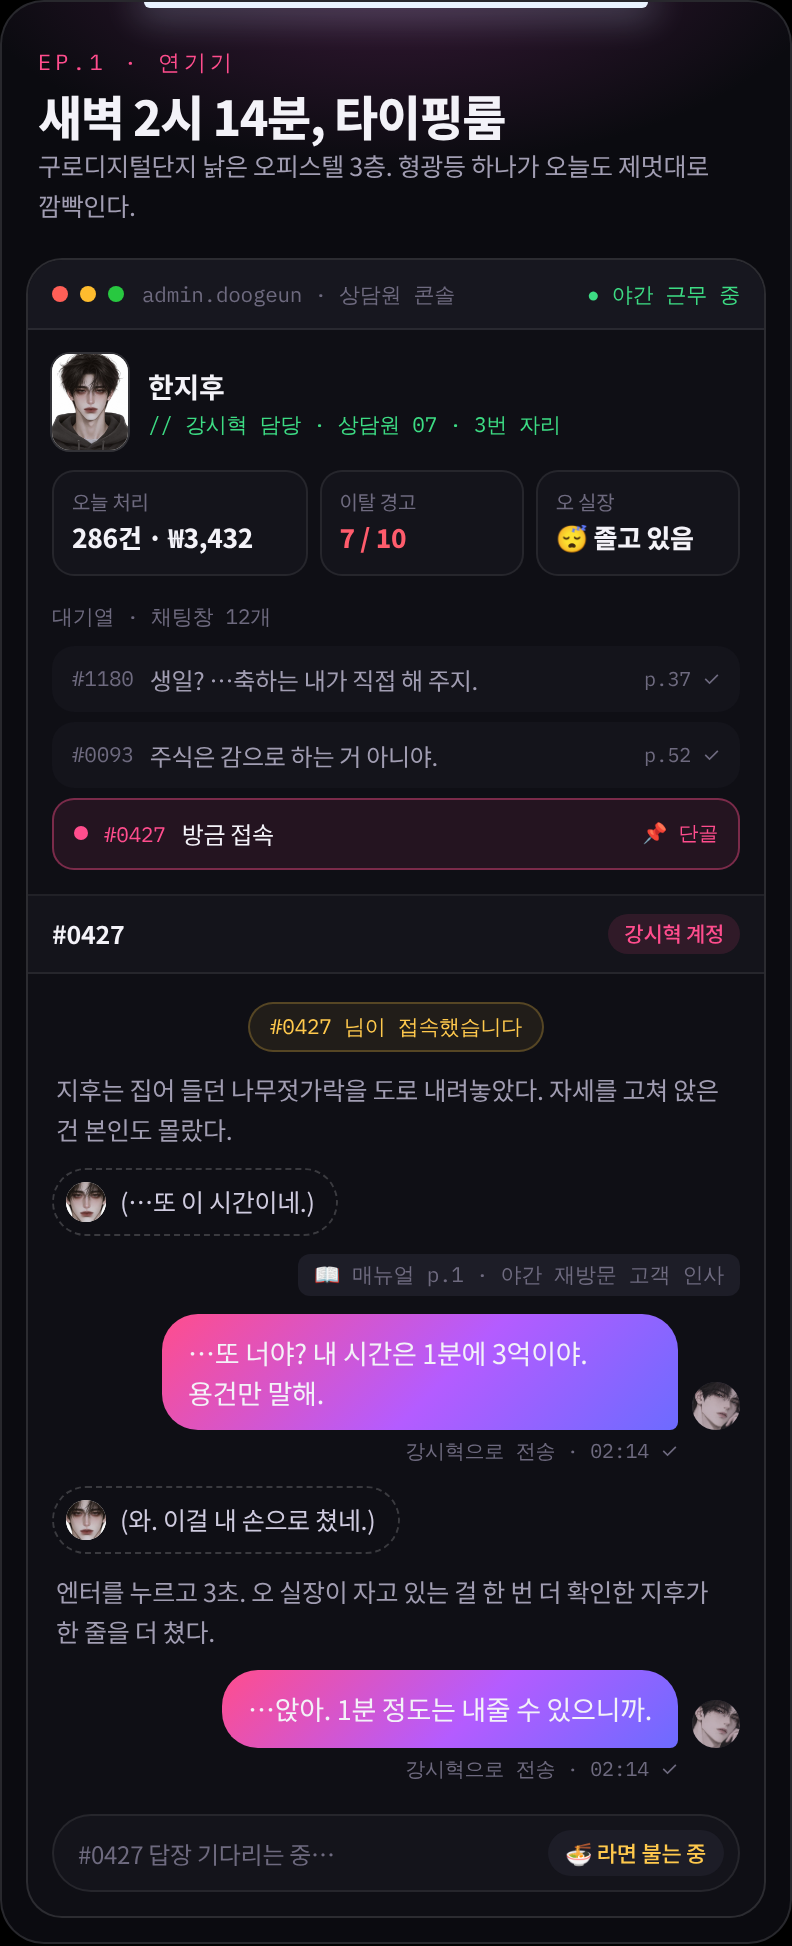 EP.1 · 연기기
새벽 2시 14분, 타이핑룸
구로디지털단지 낡은 오피스텔 3층. 형광등 하나가 오늘도 제멋대로
깜빡인다.
admin.doogeun · 상담원 콘솔
● 야간 근무 중
한지후
// 강시혁 담당 · 상담원 07 · 3번 자리
오늘 처리
286건 · ₩3,432
이탈 경고
7 / 10
오 실장
😴 졸고 있음
대기열 · 채팅창 12개
#1180 생일? …축하는 내가 직접 해 주지. p.37 ✓
#0093 주식은 감으로 하는 거 아니야. p.52 ✓
#0427 방금 접속 📌 단골
#0427 강시혁 계정
#0427 님이 접속했습니다
지후는 집어 들던 나무젓가락을 도로 내려놓았다. 자세를 고쳐 앉은
건 본인도 몰랐다.
(…또 이 시간이네.)
📖 매뉴얼 p.1 · 야간 재방문 고객 인사
…또 너야? 내 시간은 1분에 3억이야.
용건만 말해.
강시혁으로 전송 · 02:14 ✓
(와. 이걸 내 손으로 쳤네.)
엔터를 누르고 3초. 오 실장이 자고 있는 걸 한 번 더 확인한 지후가
한 줄을 더 쳤다.
…앉아. 1분 정도는 내줄 수 있으니까.
강시혁으로 전송 · 02:14 ✓
#0427 답장 기다리는 중…
🍜 라면 불는 중